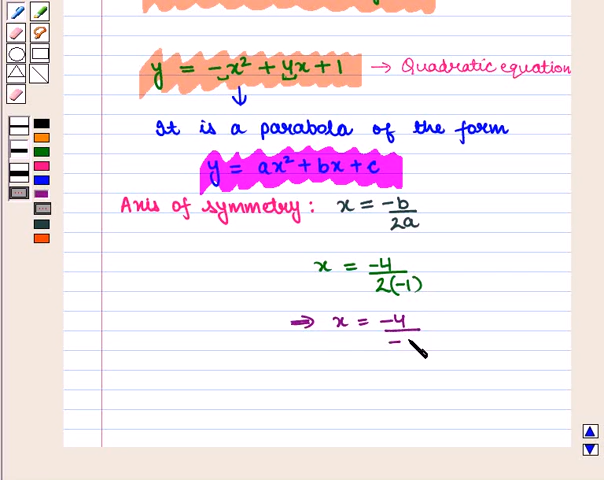 y = -x² + 4x + 1 → Quadratic equation
It is a parabola of the form
y = ax² + bx + c
Axis of symmetry : x = -b/2a
x = -4/2(-1)
⇒ x = -4/-